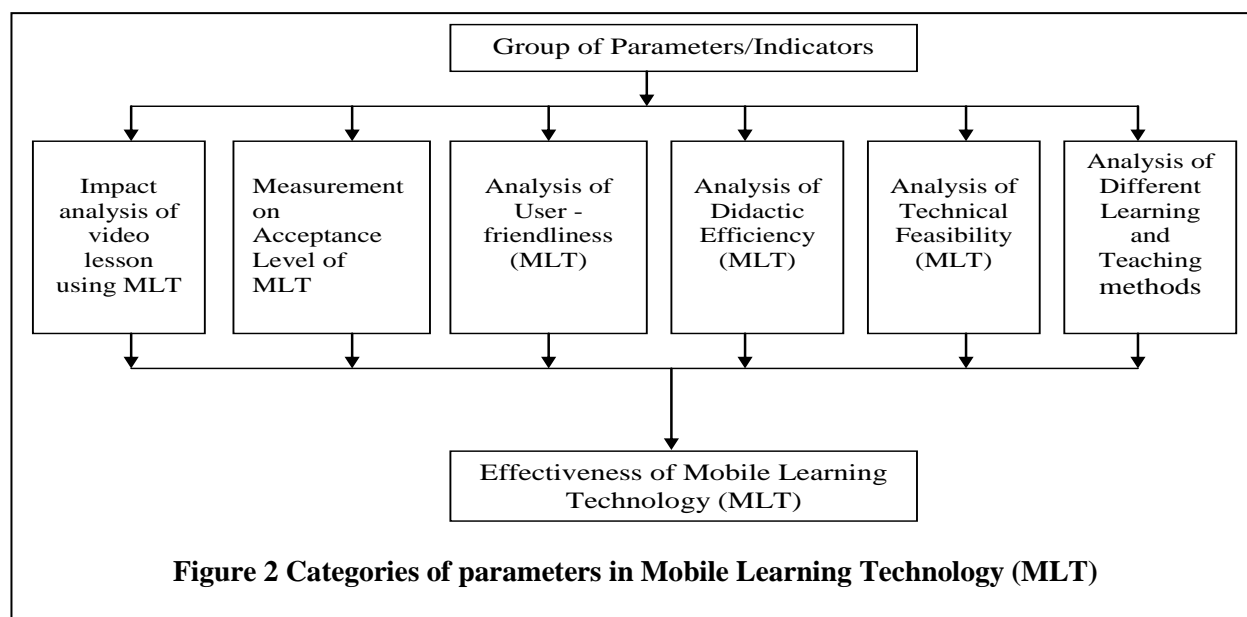 Group of Parameters/Indicators
Impact
analysis of
video
lesson
using MLT
Measurement
on
Acceptance
Level of
MLT
Analysis of
User -
friendliness
(MLT)
Analysis of
Didactic
Efficiency
(MLT)
Analysis of
Technical
Feasibility
(MLT)
Analysis of
Different
Learning
and
Teaching
methods
Effectiveness of Mobile Learning
Technology (MLT)
Figure 2 Categories of parameters in Mobile Learning Technology (MLT)